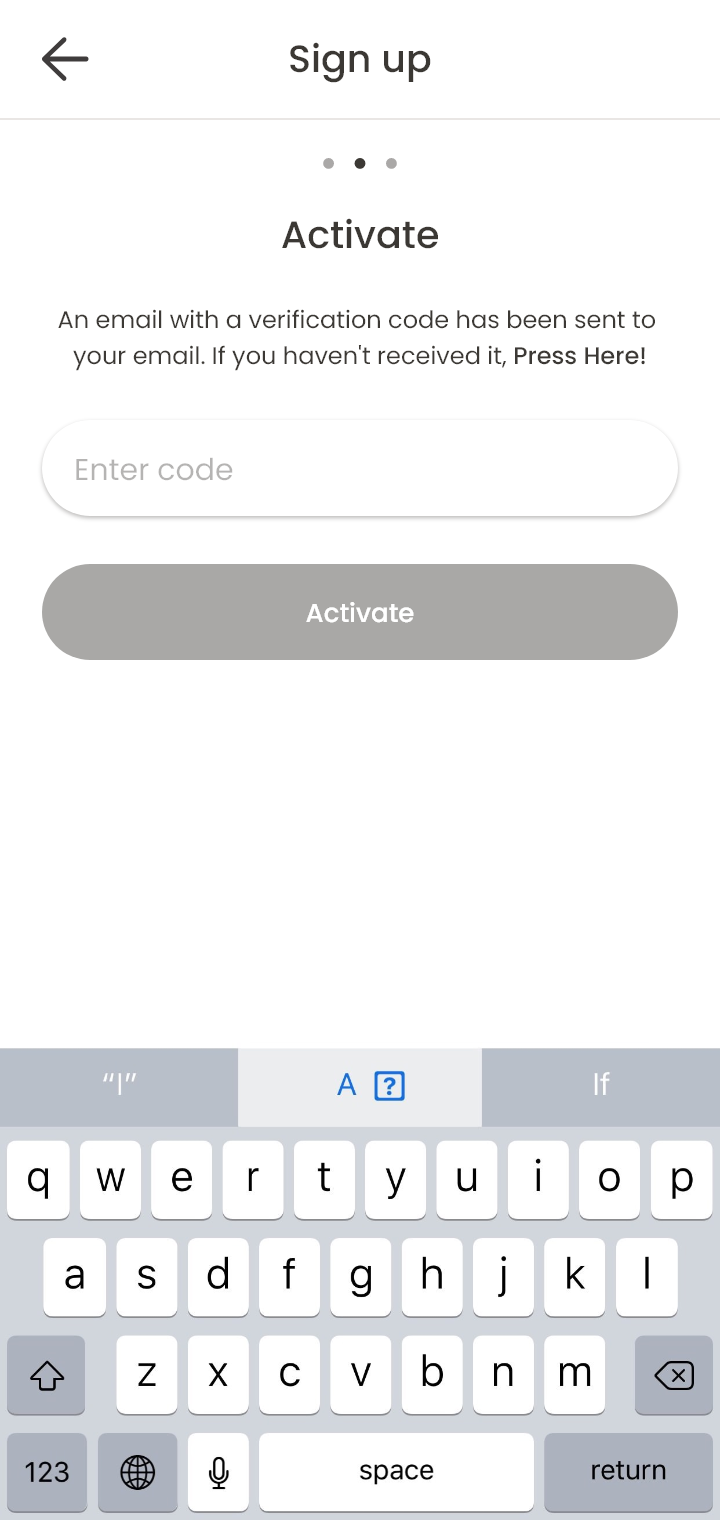 Sign up
Activate
An email with a verification code has been sent to
your email. If you haven't received it, Press Here!
Enter code
Activate
“I” A ? If
q w e r t y u i o p
a s d f g h j k l
z x c v b n m
123 space return